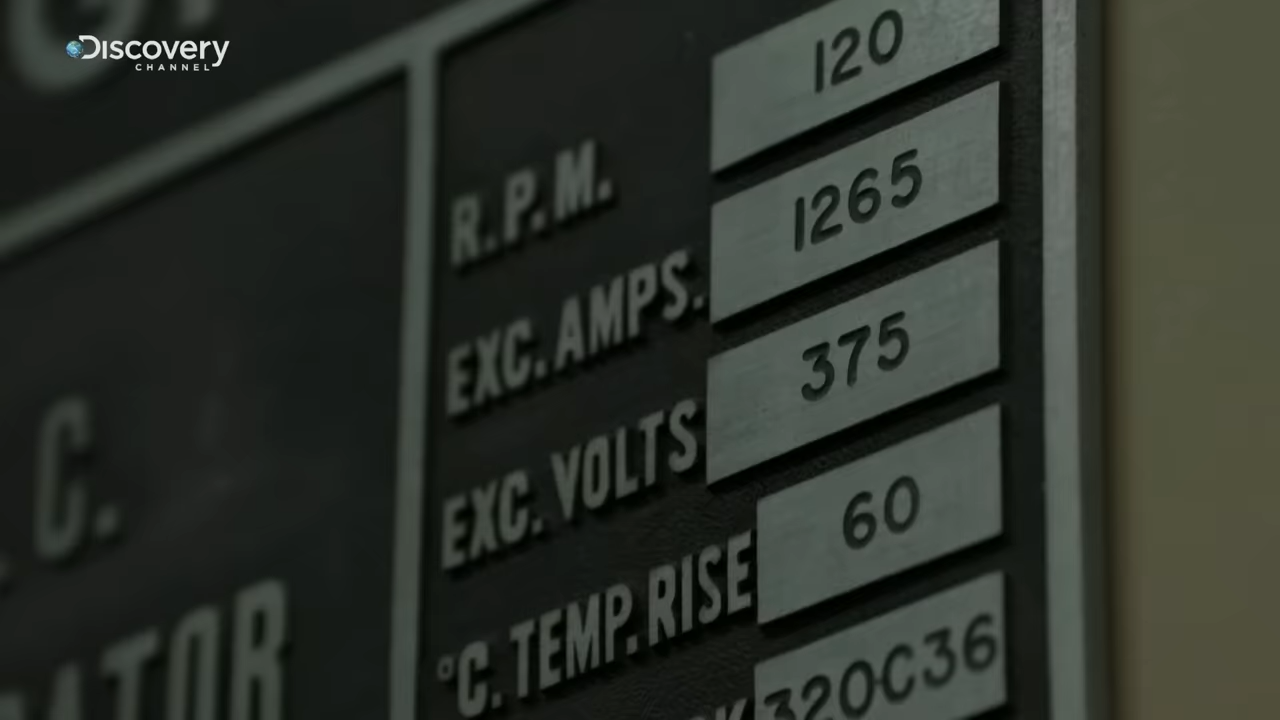 Discovery
CHANNEL
R.P.M. 120
EXC. AMPS. 1265
EXC. VOLTS 375
°C. TEMP. RISE 60
320C36
C.